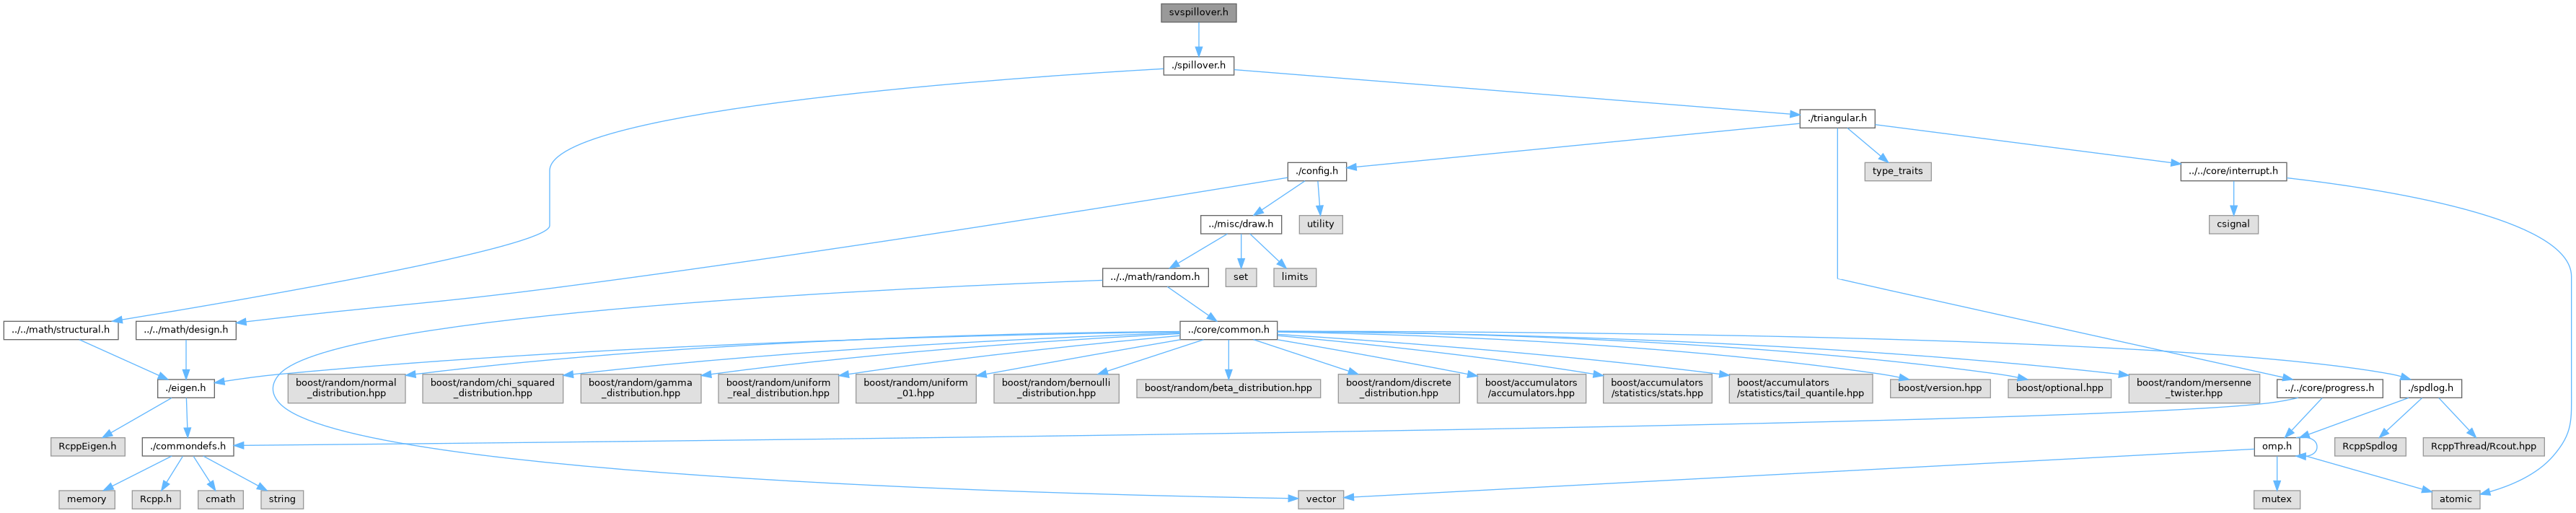 svspillover.h
./spillover.h
./triangular.h
./config.h
type_traits
../../core/interrupt.h
../misc/draw.h
utility
csignal
../../math/random.h
set
limits
../../math/structural.h
../../math/design.h
../core/common.h
./eigen.h
boost/random/normal
_distribution.hpp
boost/random/chi_squared
_distribution.hpp
boost/random/gamma
_distribution.hpp
boost/random/uniform
_real_distribution.hpp
boost/random/uniform
_01.hpp
boost/random/bernoulli
_distribution.hpp
boost/random/beta_distribution.hpp
boost/random/discrete
_distribution.hpp
boost/accumulators
/accumulators.hpp
boost/accumulators
/statistics/stats.hpp
boost/accumulators
/statistics/tail_quantile.hpp
boost/version.hpp
boost/optional.hpp
boost/random/mersenne
_twister.hpp
../../core/progress.h
./spdlog.h
RcppEigen.h
./commondefs.h
omp.h
RcppSpdlog
RcppThread/Rcout.hpp
memory
Rcpp.h
cmath
string
vector
mutex
atomic